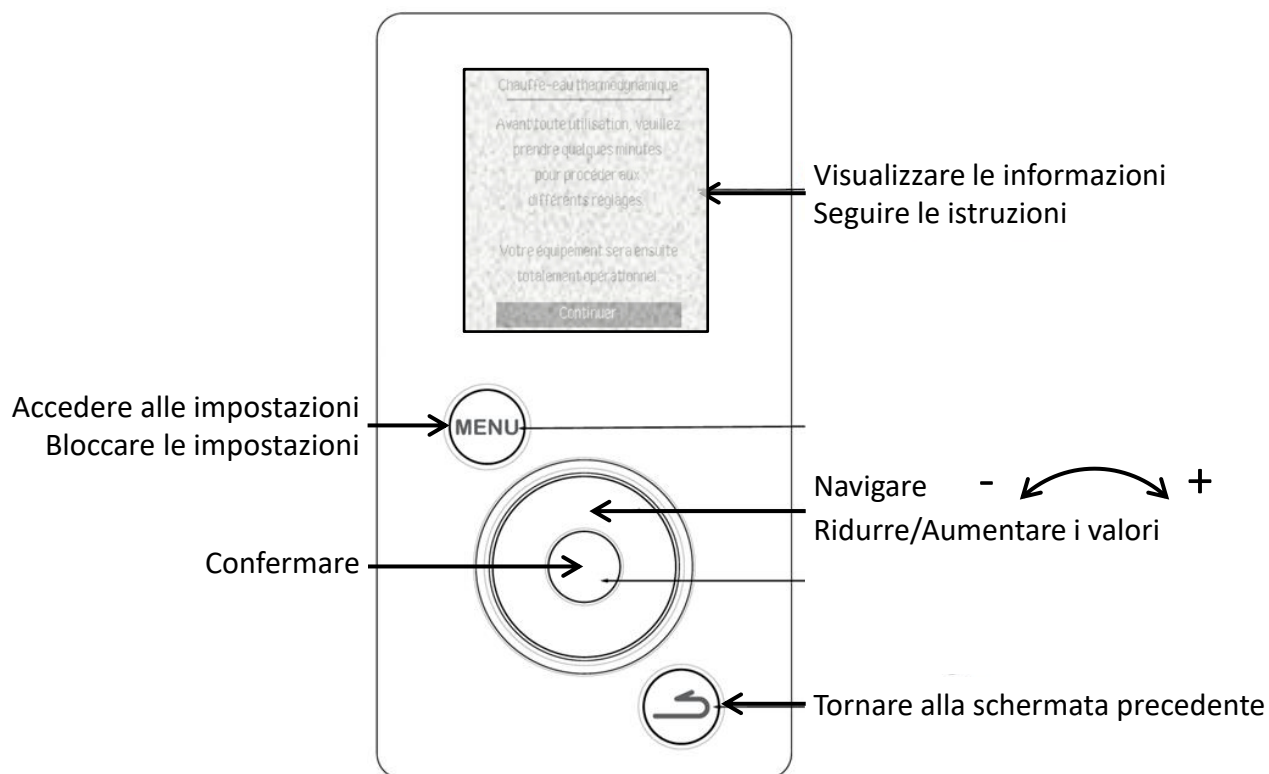 Chauffe-eau thermodynamique
Avant toute utilisation, veuillez
prendre quelques minutes
pour procéder aux
différents réglages.
Votre équipement sera ensuite
totalement opérationnel.
Continuer
Visualizzare le informazioni
Seguire le istruzioni
Accedere alle impostazioni
Bloccare le impostazioni
MENU
Navigare - +
Ridurre/Aumentare i valori
Confermare
Tornare alla schermata precedente